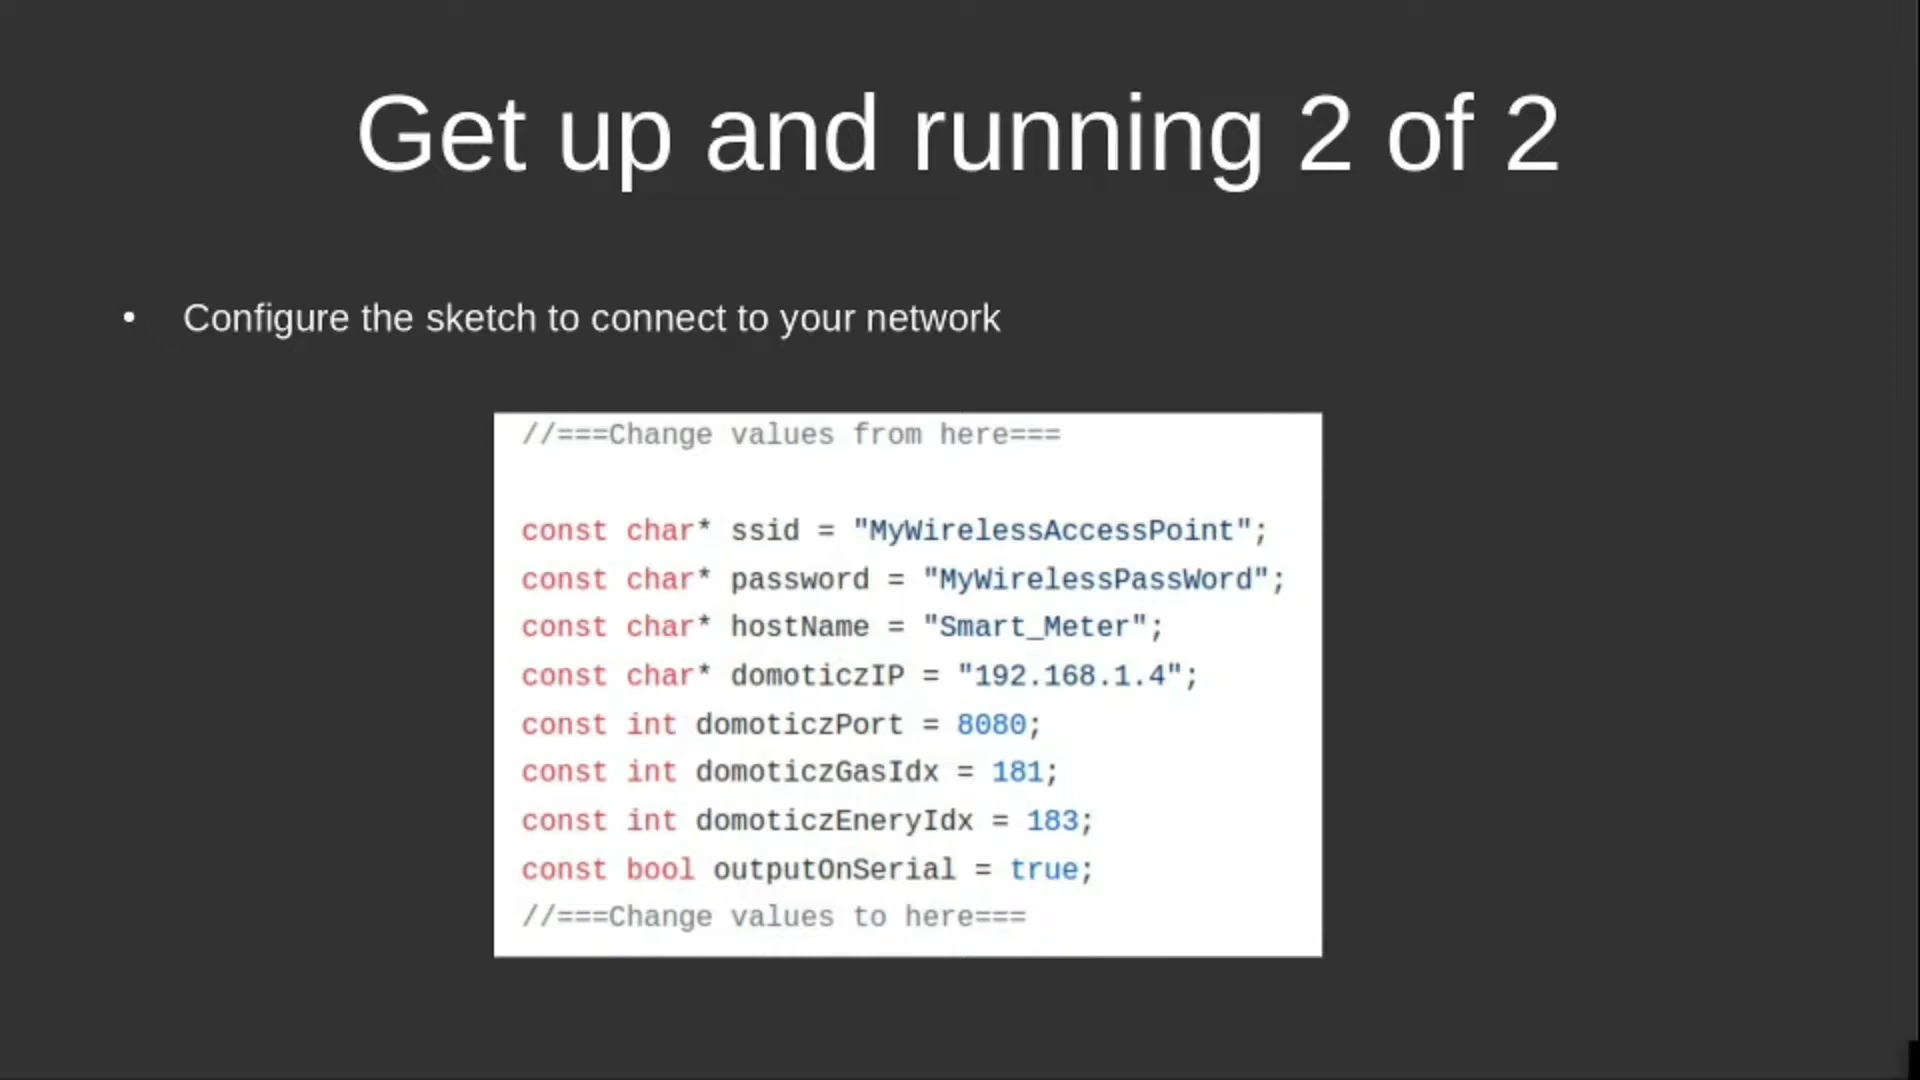 Get up and running 2 of 2
• Configure the sketch to connect to your network
//===Change values from here===
const char* ssid = "MyWirelessAccessPoint";
const char* password = "MyWirelessPassWord";
const char* hostName = "Smart_Meter";
const char* domoticzIP = "192.168.1.4";
const int domoticzPort = 8080;
const int domoticzGasIdx = 181;
const int domoticzEneryIdx = 183;
const bool outputOnSerial = true;
//===Change values to here===